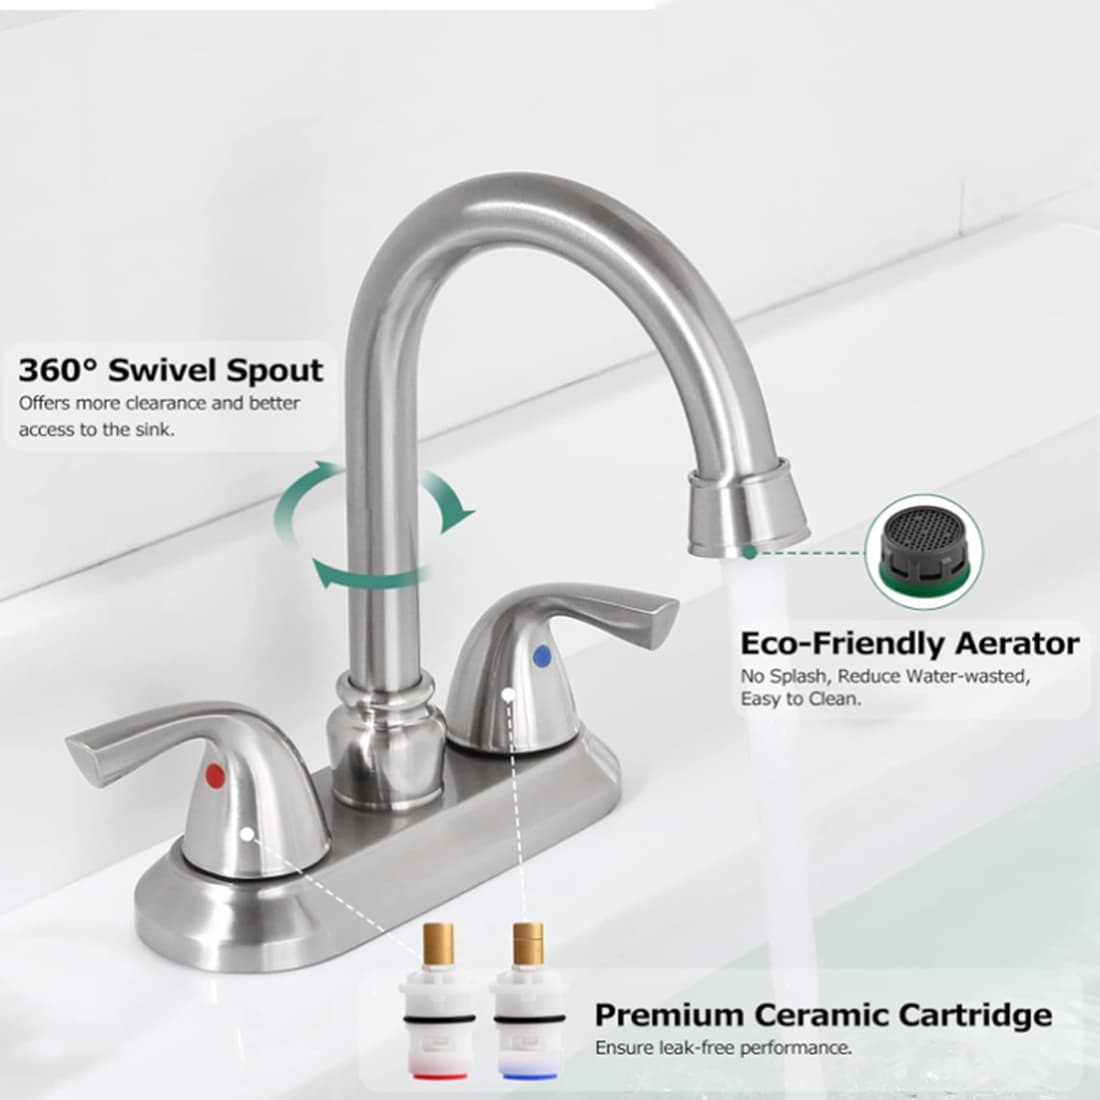 360° Swivel Spout
Offers more clearance and better
access to the sink.
Eco-Friendly Aerator
No Splash, Reduce Water-wasted,
Easy to Clean.
Premium Ceramic Cartridge
Ensure leak-free performance.